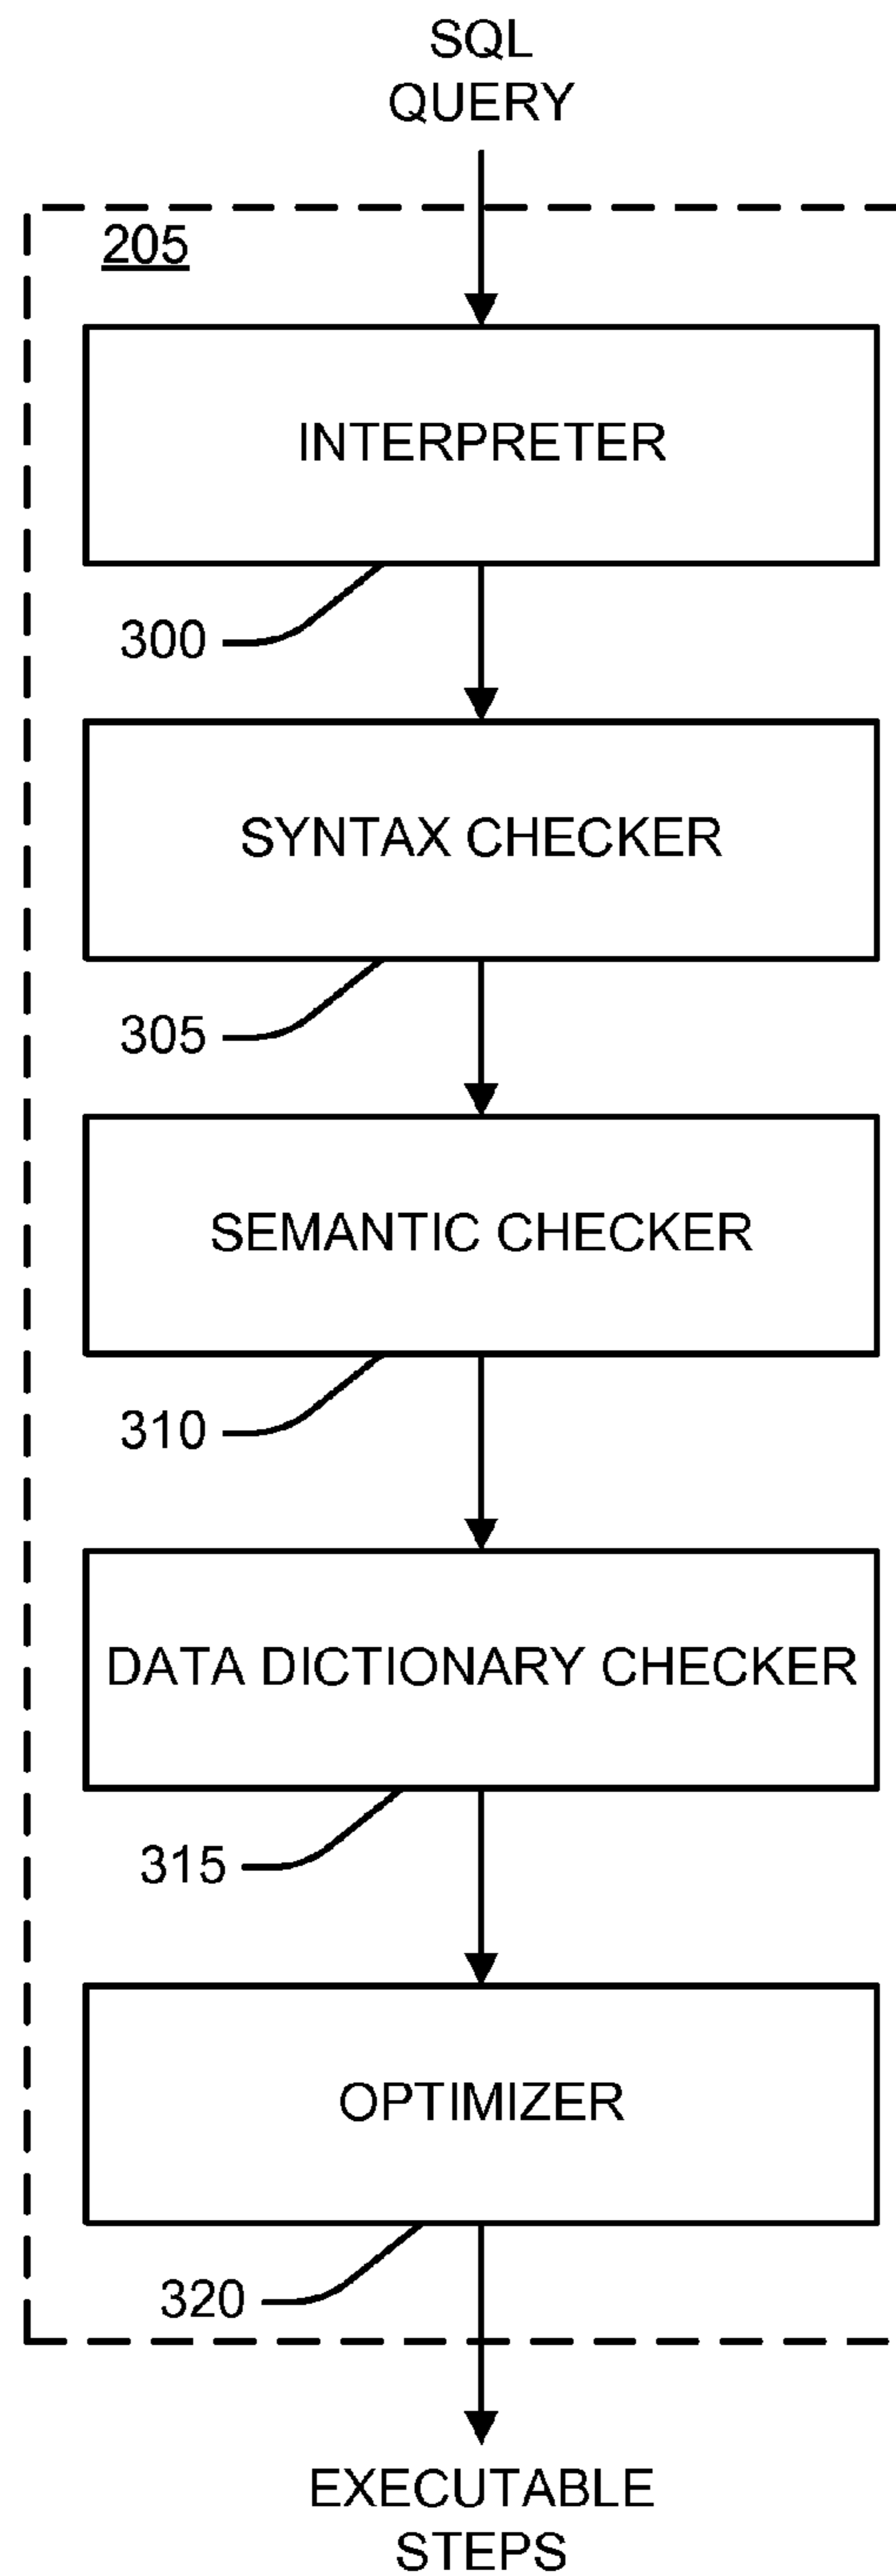 SQL
QUERY
205
INTERPRETER
300
SYNTAX CHECKER
305
SEMANTIC CHECKER
310
DATA DICTIONARY CHECKER
315
OPTIMIZER
320
EXECUTABLE
STEPS